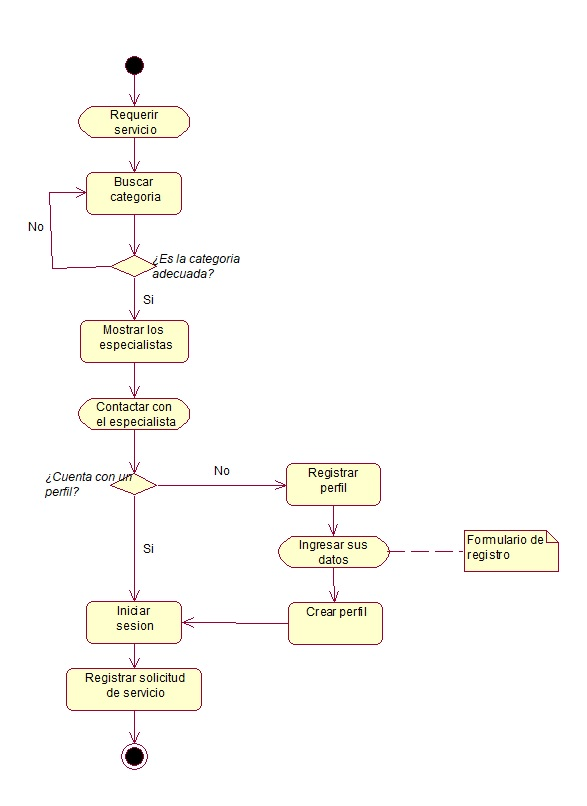 Requerir
servicio
Buscar
categoria
No
¿Es la categoria
adecuada?
Si
Mostrar los
especialistas
Contactar con
el especialista
¿Cuenta con un
perfil?
No
Registrar
perfil
Si
Ingresar sus
datos
Formulario de
registro
Iniciar
sesion
Crear perfil
Registrar solicitud
de servicio